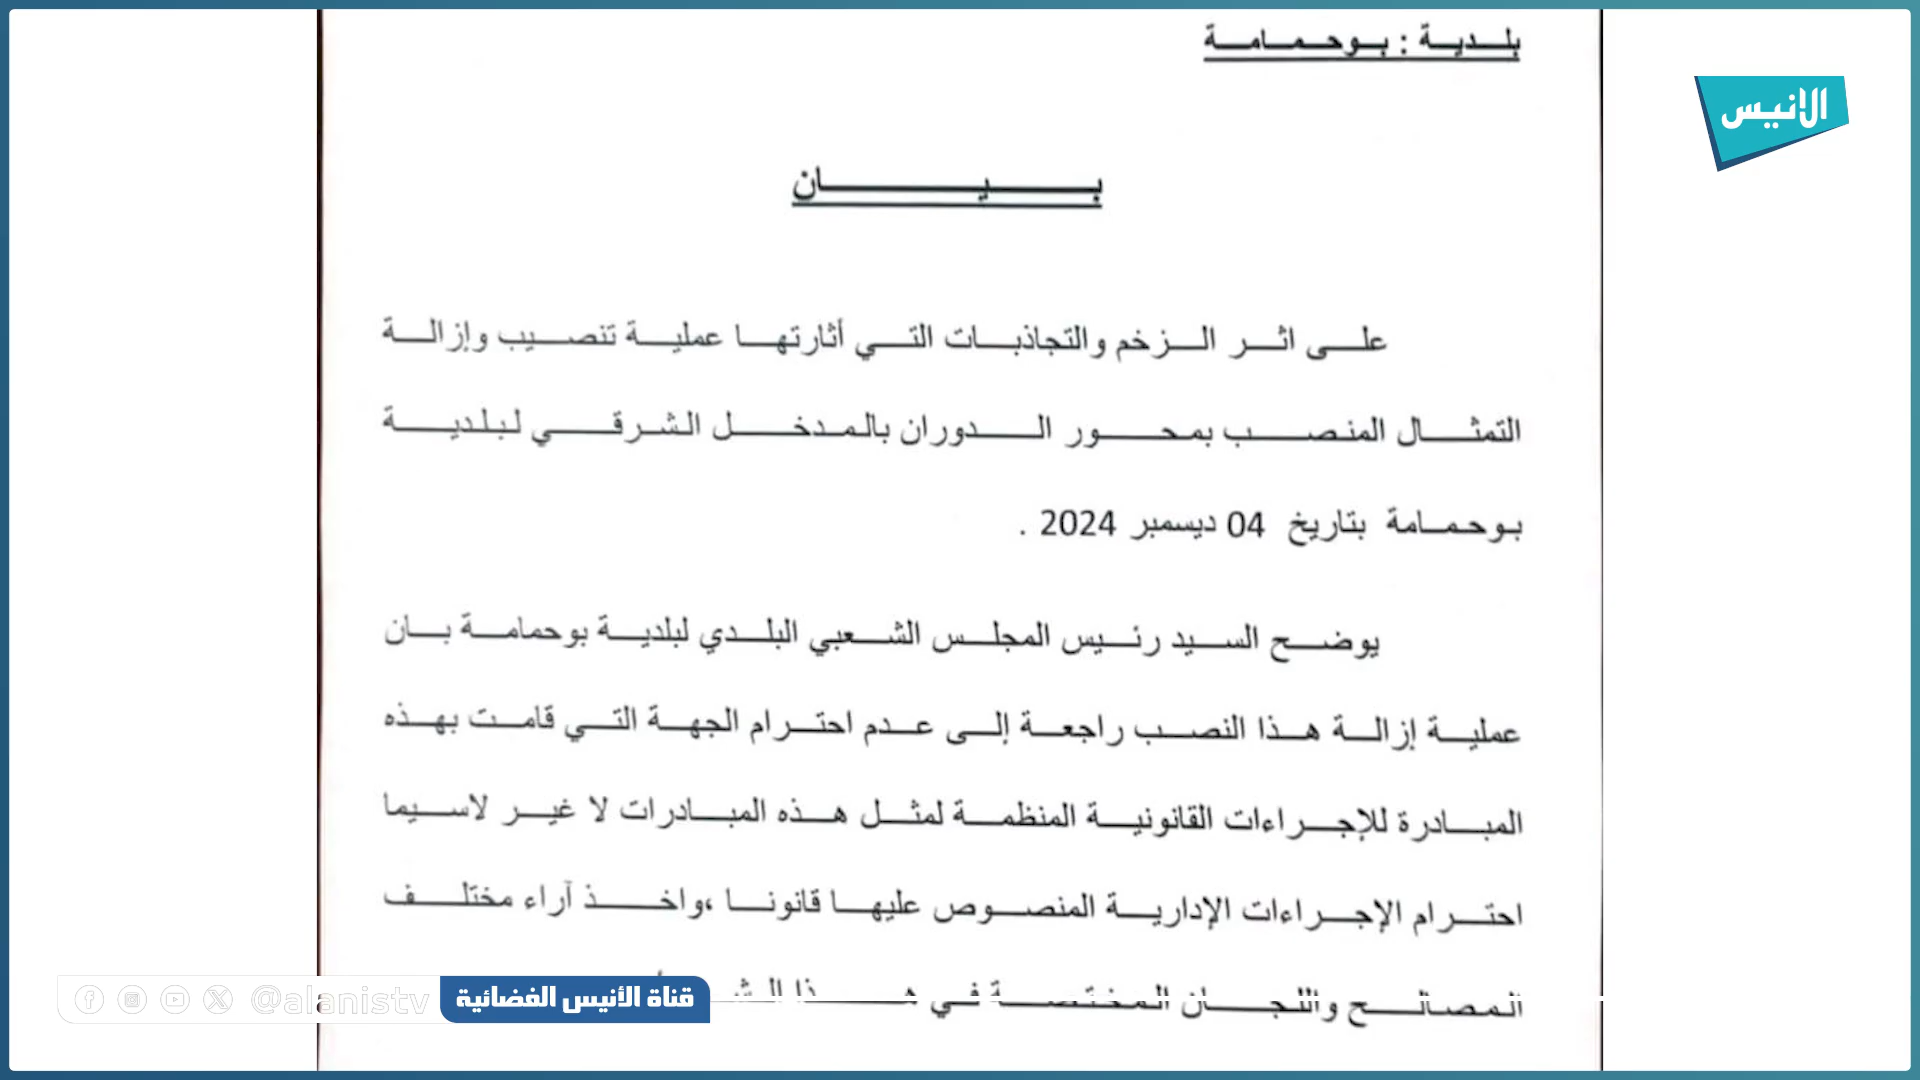 بلدية : بوحمامة
الانيس
بيان
على اثر الزخم والتجاذبات التي أثارتها عملية تنصيب وإزالة
التمثال المنصب بمحور الدوران بالمدخل الشرقي لبلدية
بوحمامة بتاريخ 04 ديسمبر 2024 .
يوضح السيد رئيس المجلس الشعبي البلدي لبلدية بوحمامة بان
عملية إزالة هذا النصب راجعة إلى عدم احترام الجهة التي قامت بهذه
المبادرة للإجراءات القانونية المنظمة لمثل هذه المبادرات لا غير لاسيما
احترام الإجراءات الإدارية المنصوص عليها قانونا ،واخذ آراء مختلف
المصالح واللجان المختصة في هذا
@alanistv قناة الأنيس الفضائية